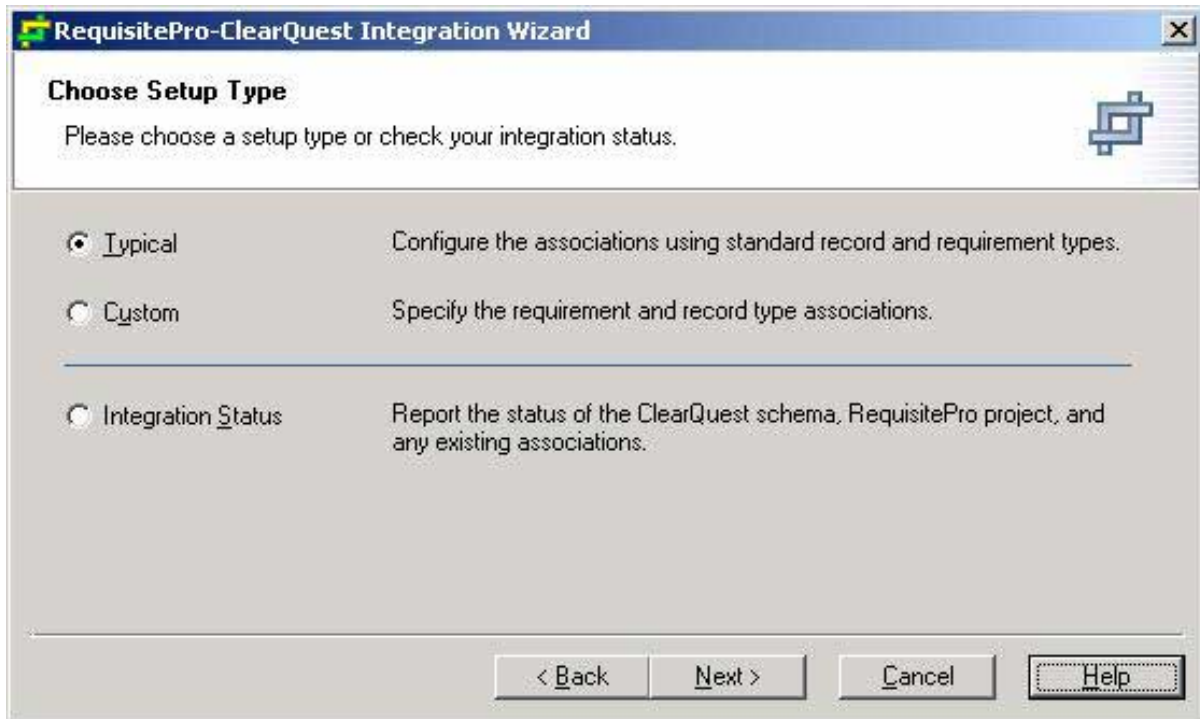 RequisitePro-ClearQuest Integration Wizard
Choose Setup Type
Please choose a setup type or check your integration status.
Typical Configure the associations using standard record and requirement types.
Custom Specify the requirement and record type associations.
Integration Status Report the status of the ClearQuest schema, RequisitePro project, and
any existing associations.
< Back Next > Cancel Help